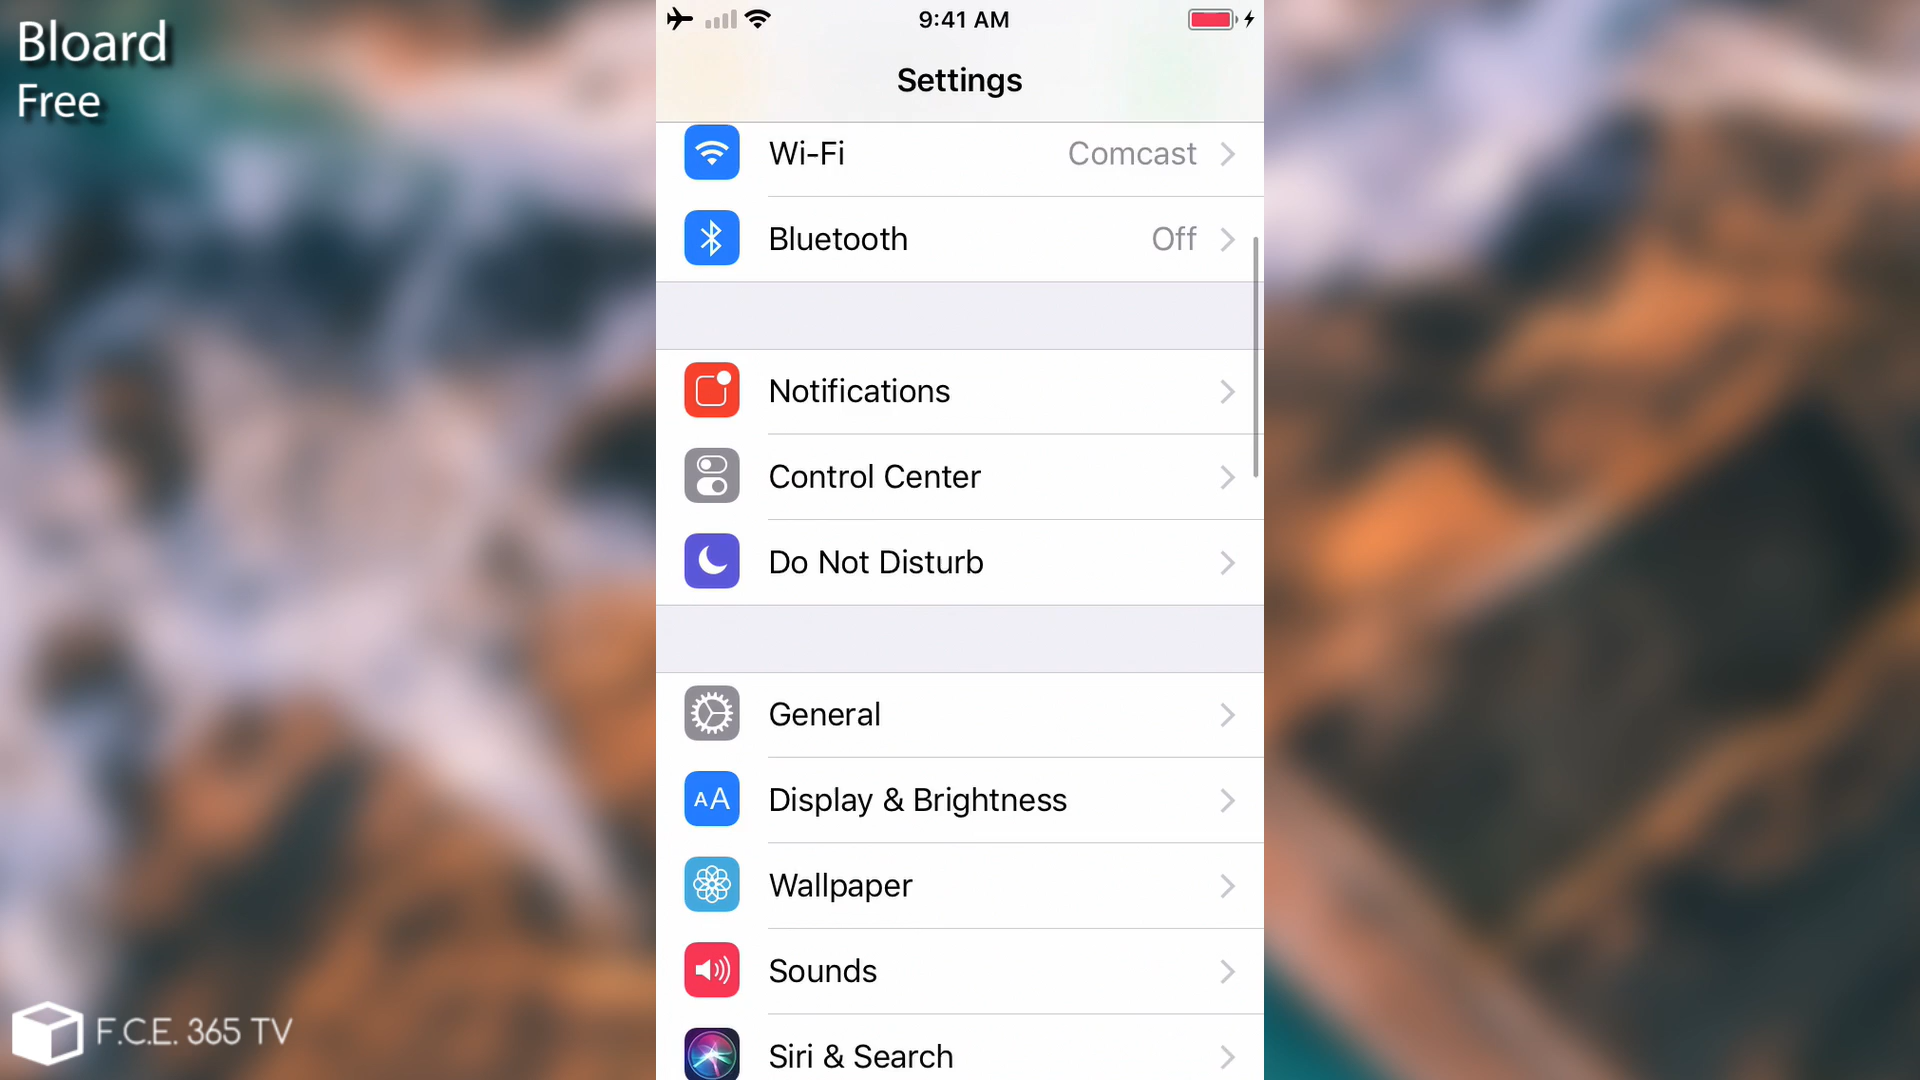 Bloard
Free
9:41 AM
Settings
Wi-Fi Comcast
Bluetooth Off
Notifications
Control Center
Do Not Disturb
General
AA Display & Brightness
Wallpaper
Sounds
Siri & Search
F.C.E. 365 TV